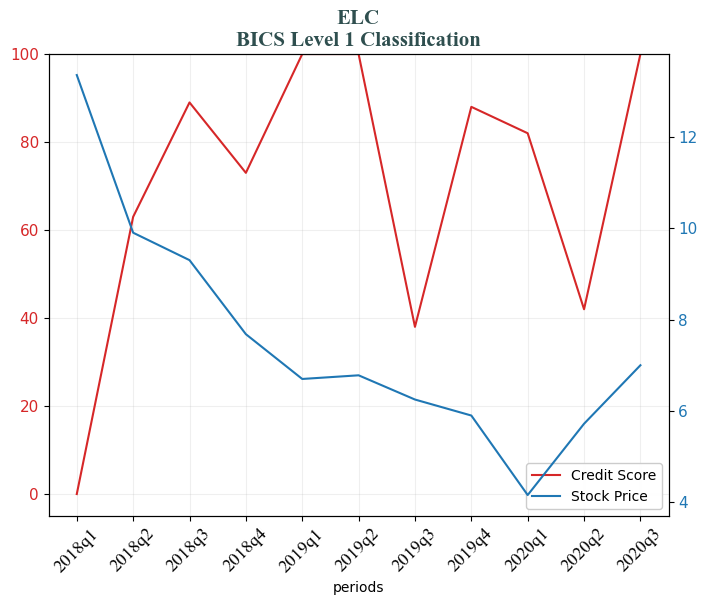 ELC
BICS Level 1 Classification
100
80
60
40
20
0
12
10
8
6
4
Credit Score
Stock Price
2018q1
2018q2
2018q3
2018q4
2019q1
2019q2
2019q3
2019q4
2020q1
2020q2
2020q3
periods